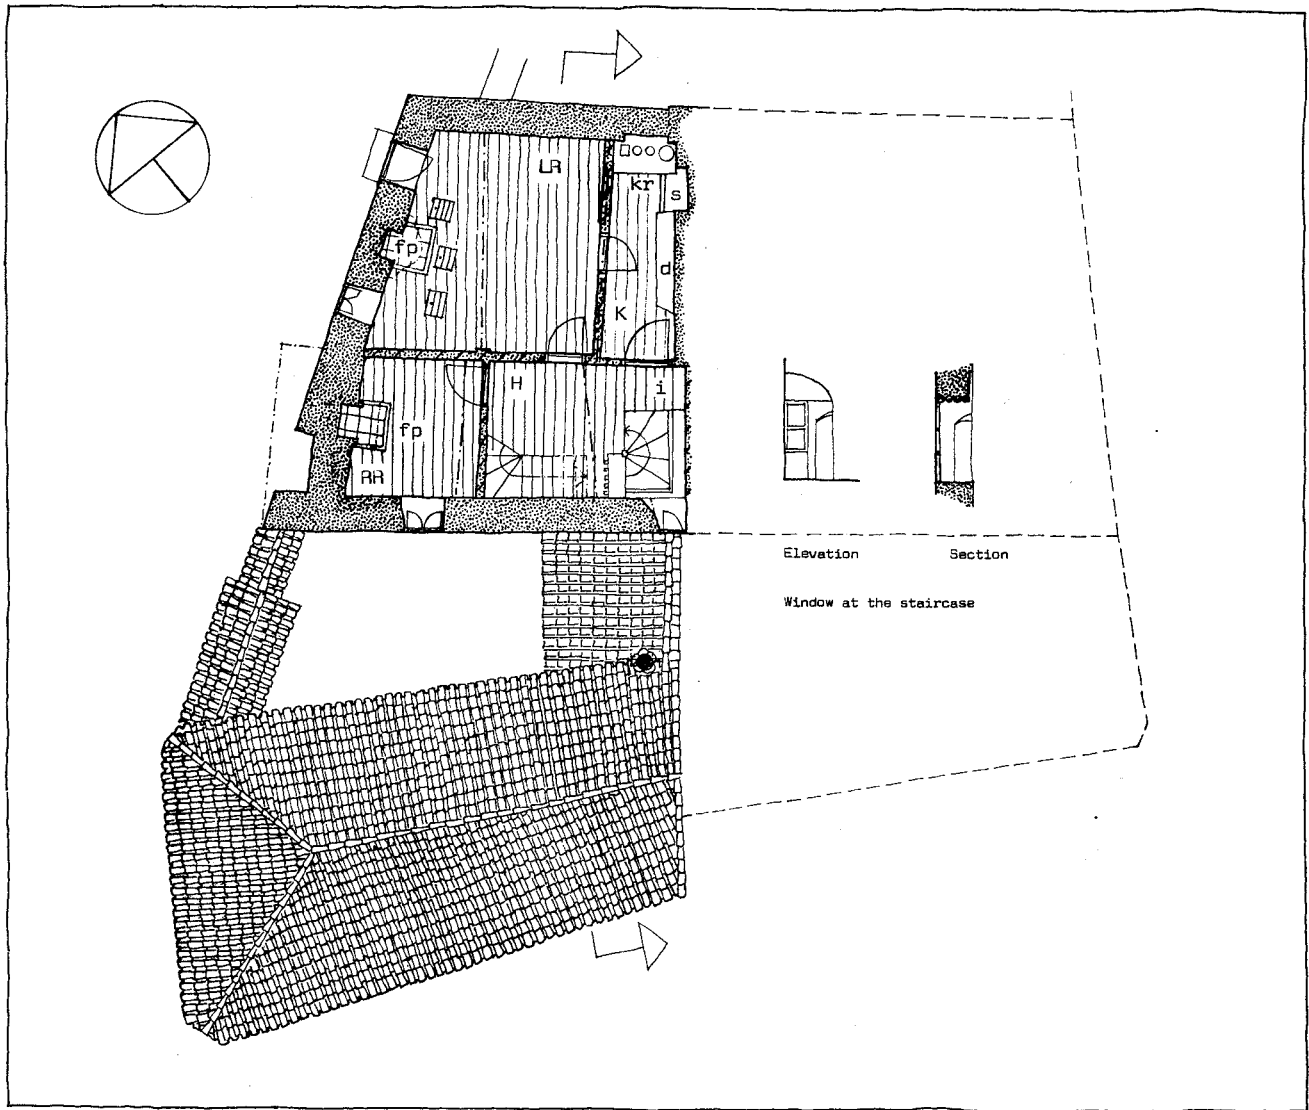 LR
kr
s
fp
d
K
H
i
fp
RR
Elevation Section
Window at the staircase